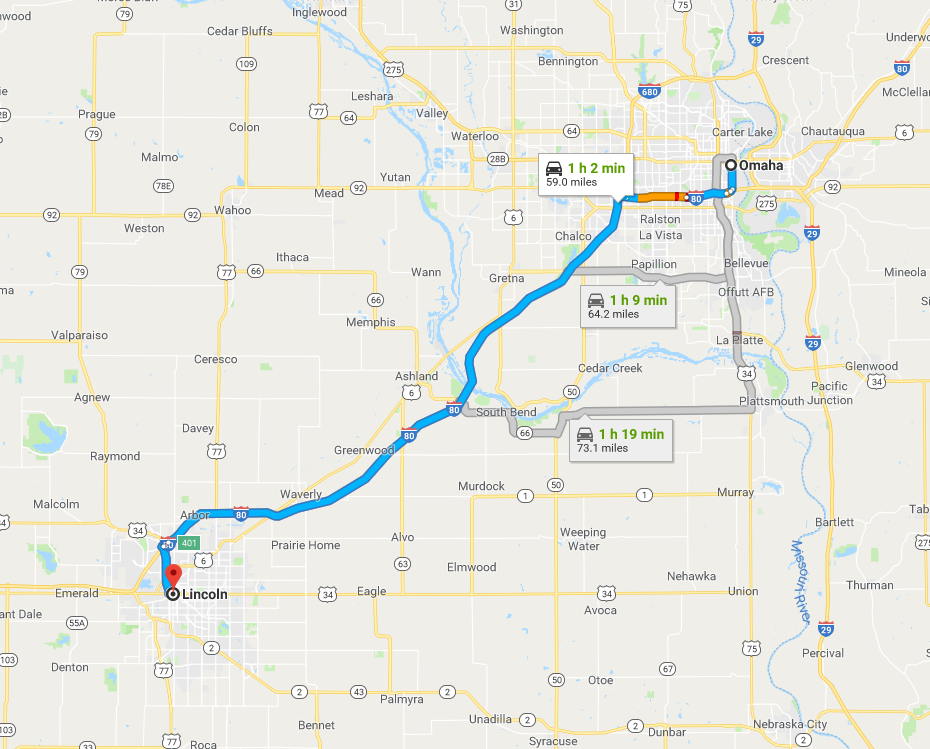 Inglewood
31
75
79
Cedar Bluffs
Washington
29
Underwo
Bennington
Crescent
80
109
275
680
McClellan
Leshara
77
64
Valley
Prague
Colon
79
Waterloo
64
Carter Lake
Chautauqua
6
Malmo
28B
1 h 2 min
59.0 miles
Omaha
78E
Yutan
Mead
92
92
Wahoo
80
275
92
92
6
Ralston
Weston
La Vista
29
Chalco
Ithaca
Papillion
Bellevue
79
77
66
Wann
Gretna
Mineola
1 h 9 min
64.2 miles
Offutt AFB
66
Memphis
Valparaiso
La Platte
29
Ceresco
Cedar Creek
Glenwood
Ashland
34
34
6
50
Pacific
Junction
Agnew
80
South Bend
Plattsmouth
Davey
80
66
1 h 19 min
73.1 miles
77
Greenwood
Raymond
Murdock
50
Waverly
1
1
Murray
Malcolm
Arbor
80
Bartlett
Tab
34
Weeping
Water
80
401
Prairie Home
Alvo
275
6
63
Elmwood
Missouri River
Nehawka
Thurman
Emerald
Lincoln
34
Eagle
34
Union
ant Dale
Avoca
55A
29
2
75
Percival
103
Denton
77
67
50
Otoe
2
43
2
Palmyra
Bennet
Unadilla
2
2
Nebraska City
103
Dunbar
77
33
Roca
Syracuse
2